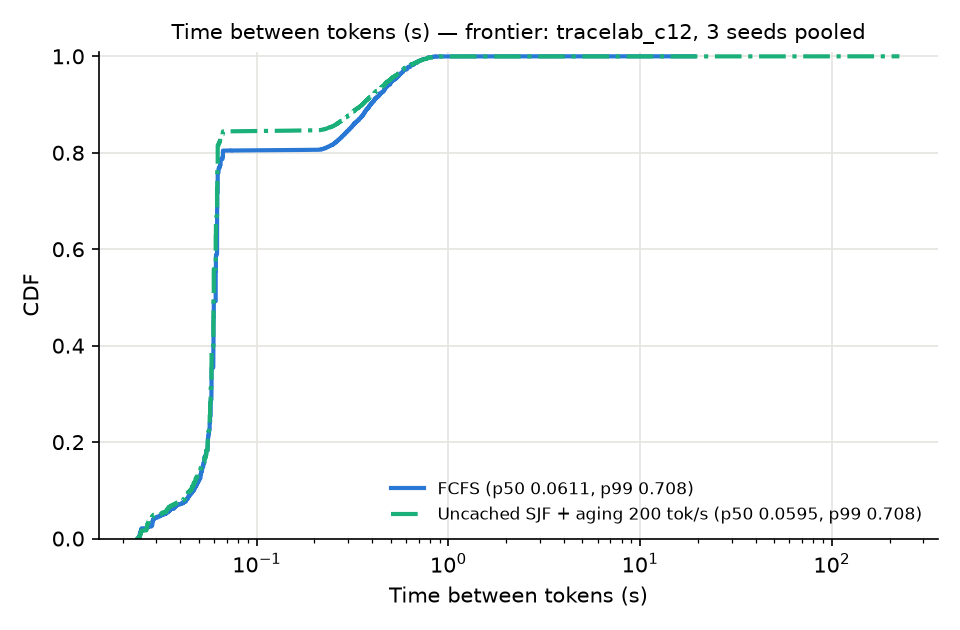 Time between tokens (s) — frontier: tracelab_c12, 3 seeds pooled
1.0
0.8
0.6
0.4
0.2
0.0
CDF
FCFS (p50 0.0611, p99 0.708)
Uncached SJF + aging 200 tok/s (p50 0.0595, p99 0.708)
10⁻¹ 10⁰ 10¹ 10²
Time between tokens (s)